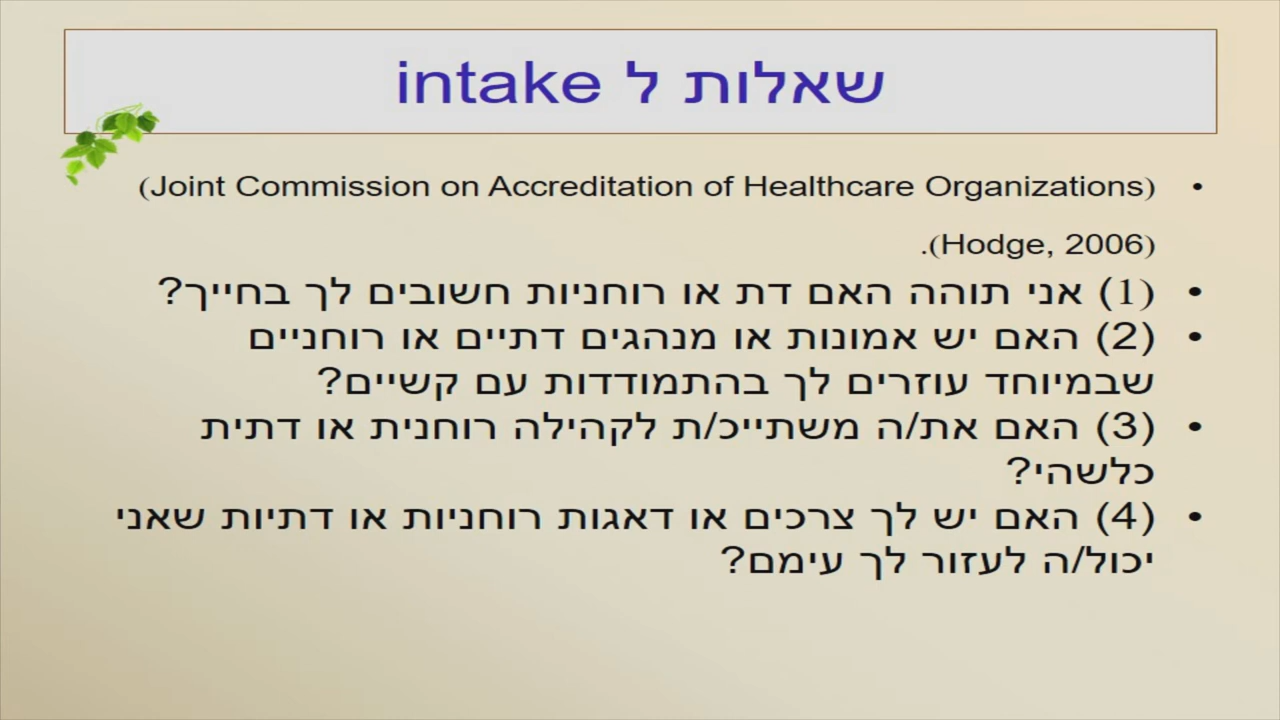 שאלות ל intake
• (Joint Commission on Accreditation of Healthcare Organizations)
(Hodge, 2006).
• (1) אני תוהה האם דת או רוחניות חשובים לך בחייך?
• (2) האם יש אמונות או מנהגים דתיים או רוחניים
שבמיוחד עוזרים לך בהתמודדות עם קשיים?
• (3) האם את/ה משתייכ/ת לקהילה רוחנית או דתית
כלשהי?
• (4) האם יש לך צרכים או דאגות רוחניות או דתיות שאני
יכול/ה לעזור לך עימם?